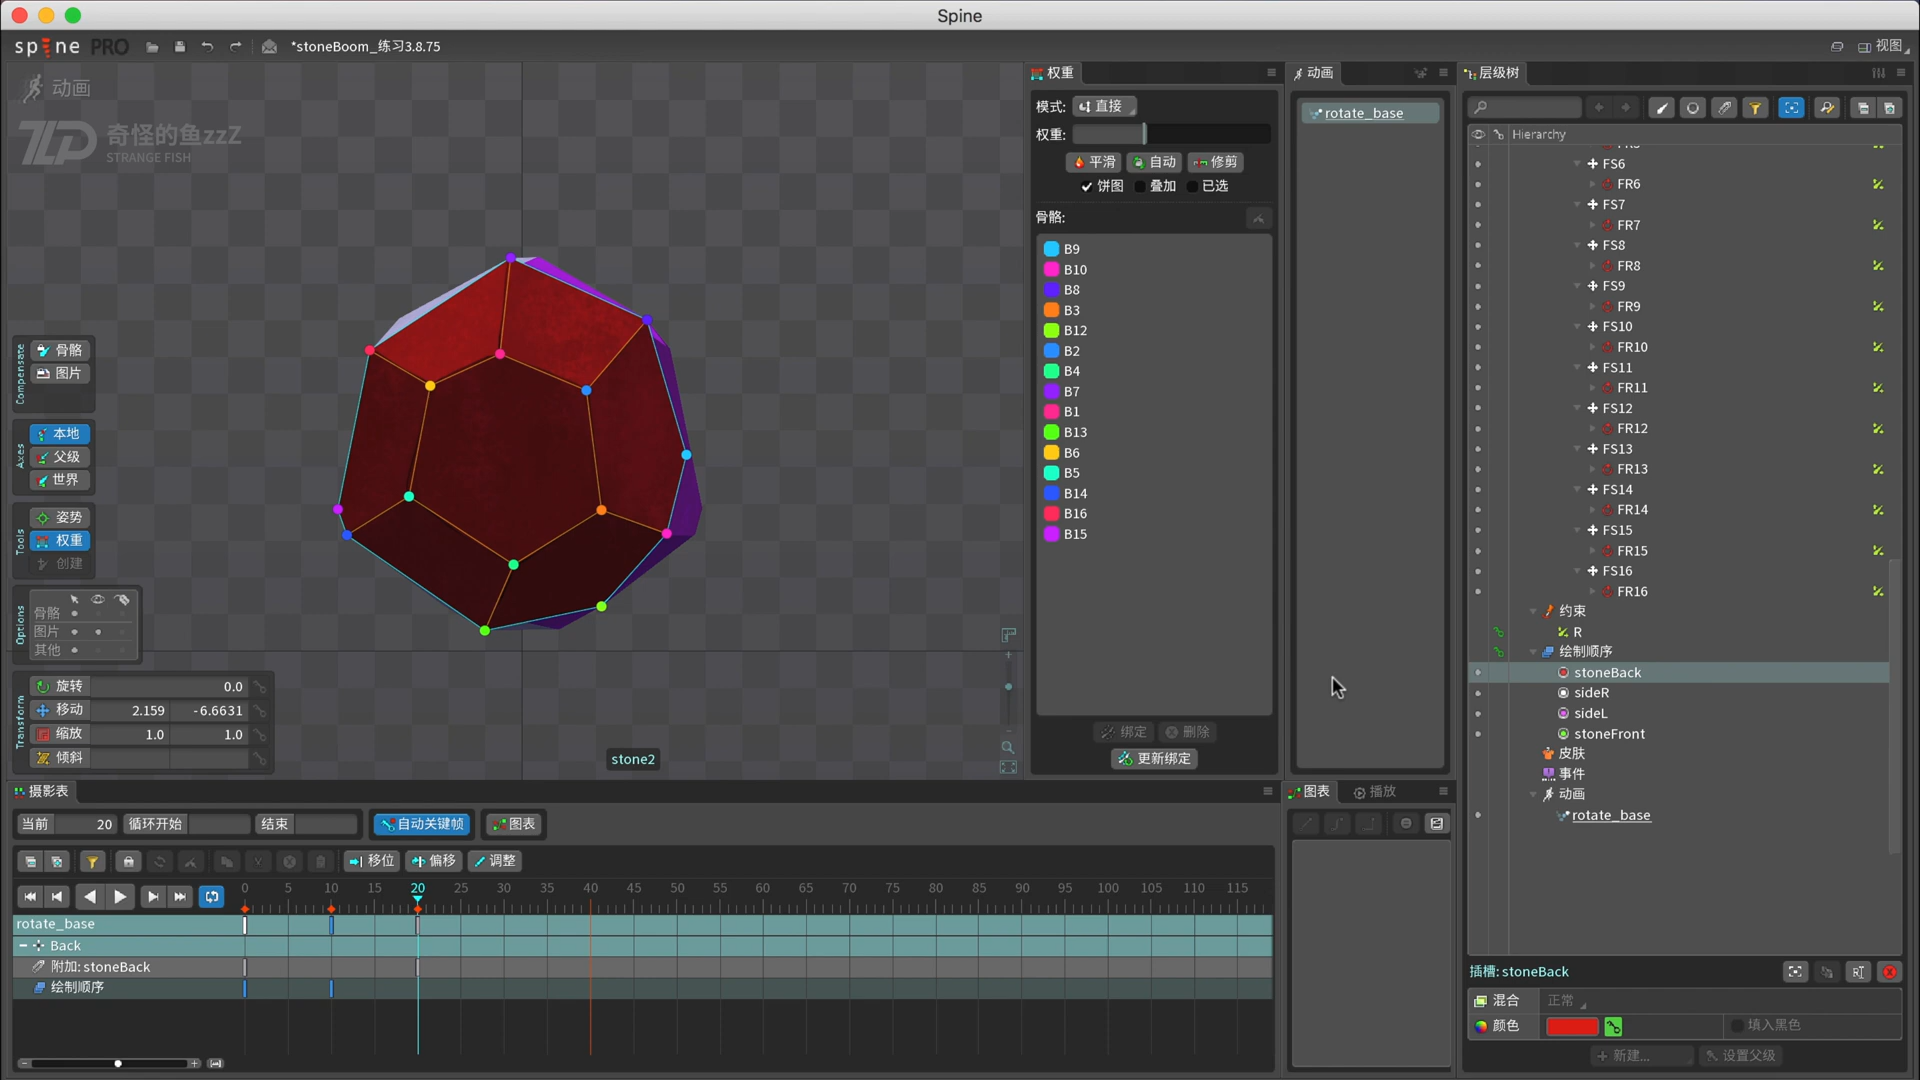 Spine
spine PRO
*stoneBoom_练习3.8.75
视图
动画
奇怪的鱼zzZ
STRANGE FISH
Compensate
骨骼
图片
Axes
本地
父级
世界
Tools
姿势
权重
创建
Options
骨骼
图片
其他
Transform
旋转 0.0
移动 2.159 -6.6631
缩放 1.0 1.0
倾斜
stone2
权重
模式: 直接
权重:
平滑 自动 修剪
饼图 叠加 已选
骨骼:
B9
B10
B8
B3
B12
B2
B4
B7
B1
B13
B6
B5
B14
B16
B15
绑定 删除
更新绑定
动画
rotate_base
层级树
Hierarchy
FS6
FR6
FS7
FR7
FS8
FR8
FS9
FR9
FS10
FR10
FS11
FR11
FS12
FR12
FS13
FR13
FS14
FR14
FS15
FR15
FS16
FR16
约束
R
绘制顺序
stoneBack
sideR
sideL
stoneFront
皮肤
事件
动画
rotate_base
插槽: stoneBack
混合 正常
颜色 填入黑色
新建... 设置父级
摄影表
当前 20 循环开始 结束 自动关键帧 图表
移位 偏移 调整
0 5 10 15 20 25 30 35 40 45 50 55 60 65 70 75 80 85 90 95 100 105 110 115
rotate_base
Back
附加: stoneBack
绘制顺序
图表 播放